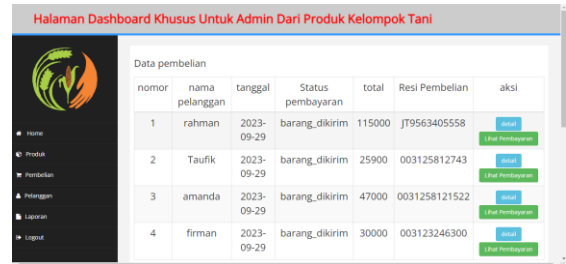 Halaman Dashboard Khusus Untuk Admin Dari Produk Kelompok Tani
Home
Produk
Pembelian
Pelanggan
Laporan
Logout
Data pembelian
nomor nama pelanggan tanggal Status pembayaran total Resi Pembelian aksi
1 rahman 2023-09-29 barang_dikirim 115000 JT9563405558 detail Lihat Pembayaran
2 Taufik 2023-09-29 barang_dikirim 25900 003125812743 detail Lihat Pembayaran
3 amanda 2023-09-29 barang_dikirim 47000 0031258121522 detail Lihat Pembayaran
4 firman 2023-09-29 barang_dikirim 30000 003123246300 detail Lihat Pembayaran